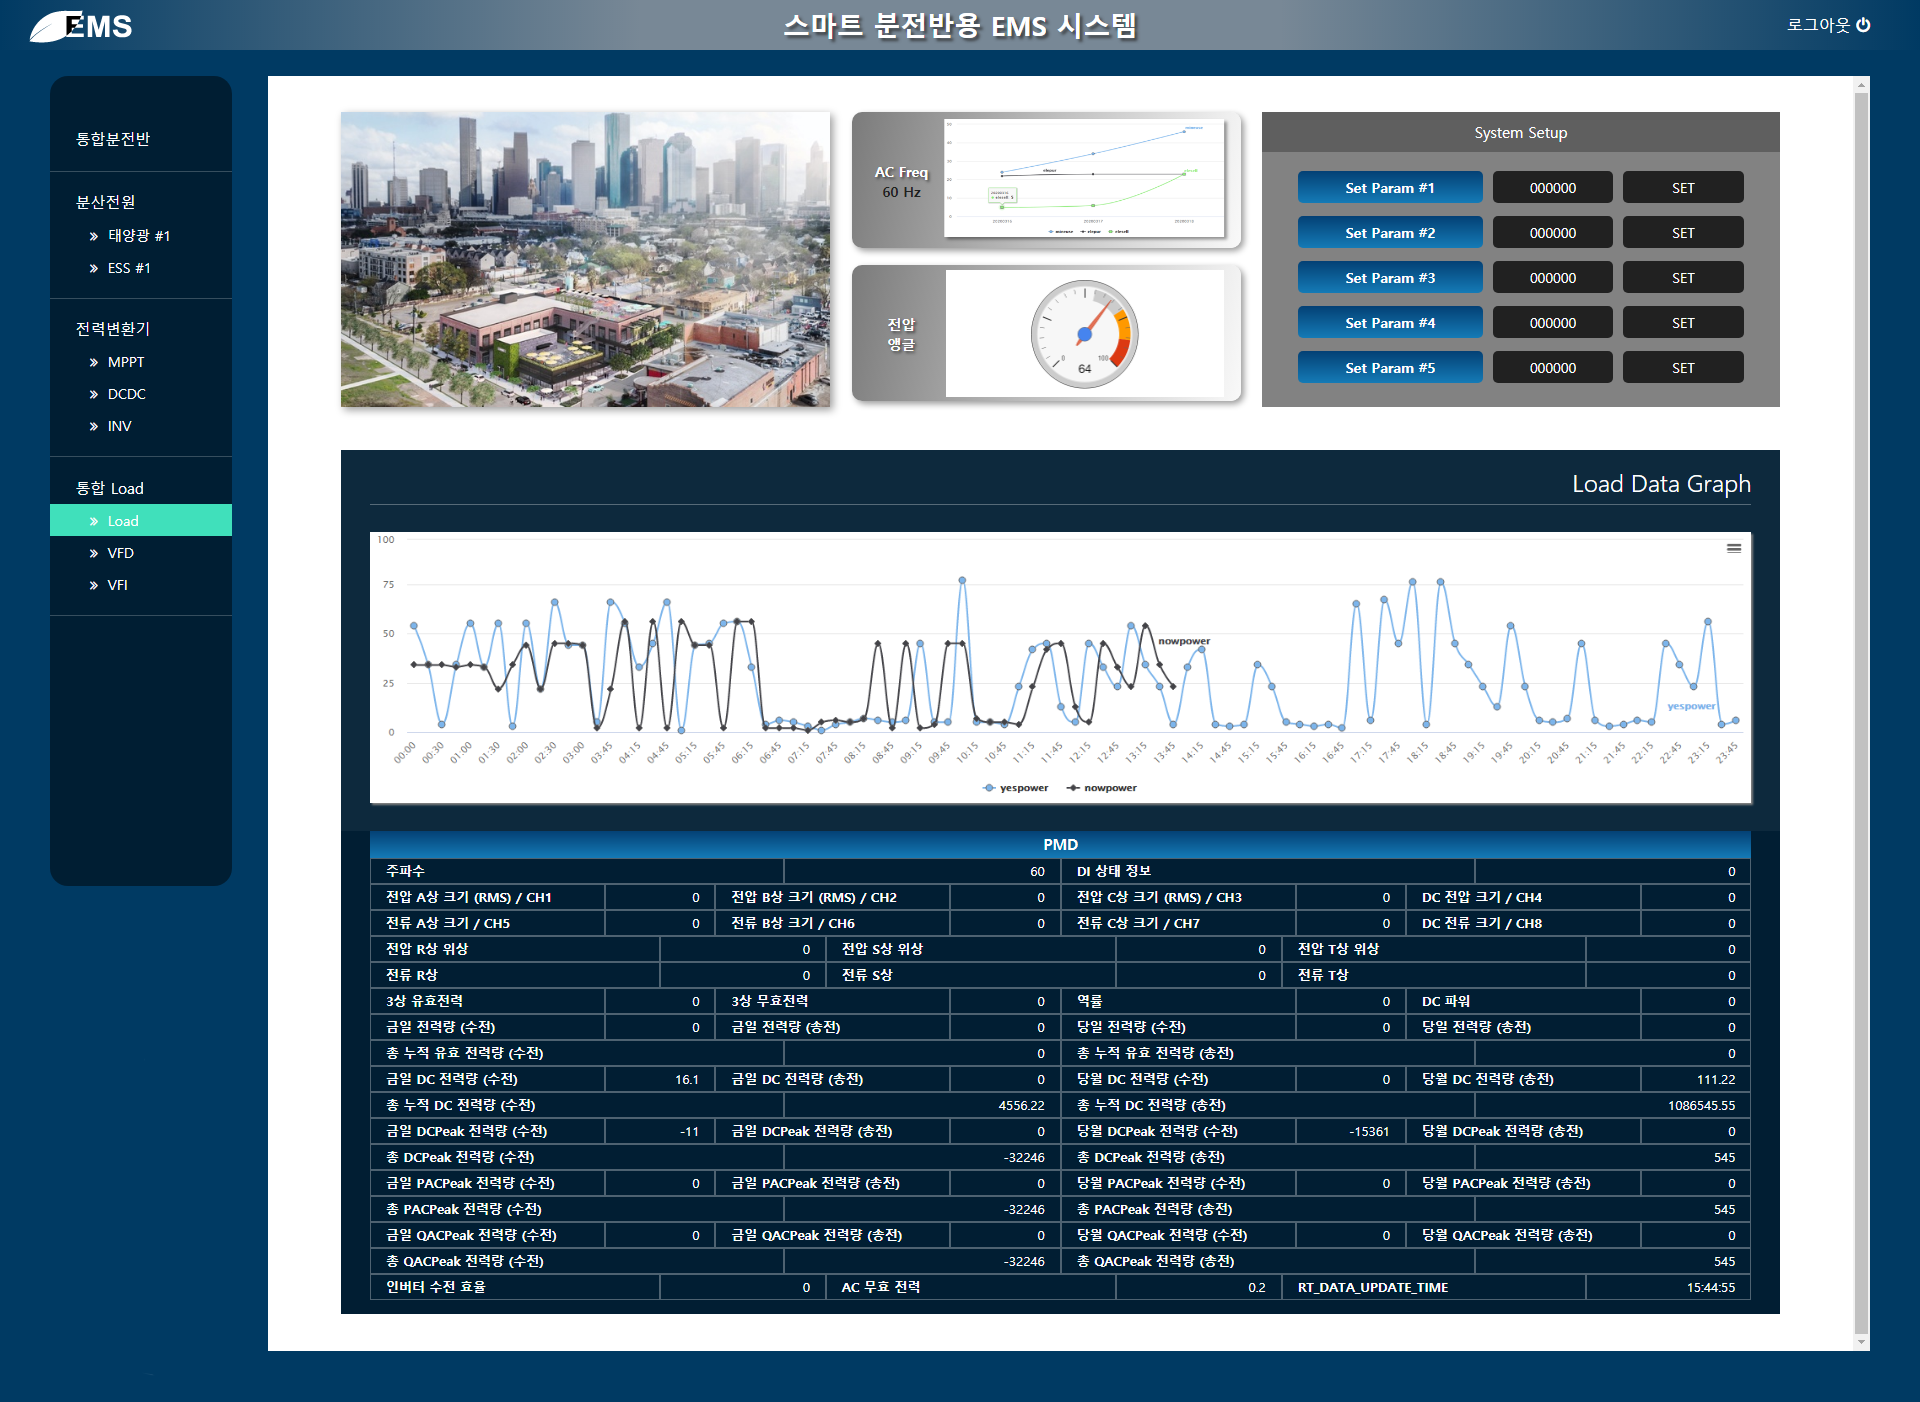 EMS
스마트 분전반용 EMS 시스템
로그아웃
통합분전반
분산전원
태양광 #1
ESS #1
전력변환기
MPPT
DCDC
INV
통합 Load
Load
VFD
VFI
AC Freq
60 Hz
전압
앵글
0
100
64
System Setup
Set Param #1 000000 SET
Set Param #2 000000 SET
Set Param #3 000000 SET
Set Param #4 000000 SET
Set Param #5 000000 SET
Load Data Graph
100
75
50
25
0
nowpower
yespower
00:00 00:30 01:00 01:30 02:00 02:30 03:00 03:45 04:15 04:45 05:15 05:45 06:15 06:45 07:15 07:45 08:15 08:45 09:15 09:45 10:15 10:45 11:15 11:45 12:15 12:45 13:15 13:45 14:15 14:45 15:15 15:45 16:15 16:45 17:15 17:45 18:15 18:45 19:15 19:45 20:15 20:45 21:15 21:45 22:15 22:45 23:15 23:45
yespower nowpower
PMD
주파수 60 DI 상태 정보 0
전압 A상 크기 (RMS) / CH1 0 전압 B상 크기 (RMS) / CH2 0 전압 C상 크기 (RMS) / CH3 0 DC 전압 크기 / CH4 0
전류 A상 크기 / CH5 0 전류 B상 크기 / CH6 0 전류 C상 크기 / CH7 0 DC 전류 크기 / CH8 0
전압 R상 위상 0 전압 S상 위상 0 전압 T상 위상 0
전류 R상 0 전류 S상 0 전류 T상 0
3상 유효전력 0 3상 무효전력 0 역률 0 DC 파워 0
금일 전력량 (수전) 0 금일 전력량 (송전) 0 당일 전력량 (수전) 0 당일 전력량 (송전) 0
총 누적 유효 전력량 (수전) 0 총 누적 유효 전력량 (송전) 0
금일 DC 전력량 (수전) 16.1 금일 DC 전력량 (송전) 0 당월 DC 전력량 (수전) 0 당월 DC 전력량 (송전) 111.22
총 누적 DC 전력량 (수전) 4556.22 총 누적 DC 전력량 (송전) 1086545.55
금일 DCPeak 전력량 (수전) -11 금일 DCPeak 전력량 (송전) 0 당월 DCPeak 전력량 (수전) -15361 당월 DCPeak 전력량 (송전) 0
총 DCPeak 전력량 (수전) -32246 총 DCPeak 전력량 (송전) 545
금일 PACPeak 전력량 (수전) 0 금일 PACPeak 전력량 (송전) 0 당월 PACPeak 전력량 (수전) 0 당월 PACPeak 전력량 (송전) 0
총 PACPeak 전력량 (수전) -32246 총 PACPeak 전력량 (송전) 545
금일 QACPeak 전력량 (수전) 0 금일 QACPeak 전력량 (송전) 0 당월 QACPeak 전력량 (수전) 0 당월 QACPeak 전력량 (송전) 0
총 QACPeak 전력량 (수전) -32246 총 QACPeak 전력량 (송전) 545
인버터 수전 효율 0 AC 무효 전력 0.2 RT_DATA_UPDATE_TIME 15:44:55